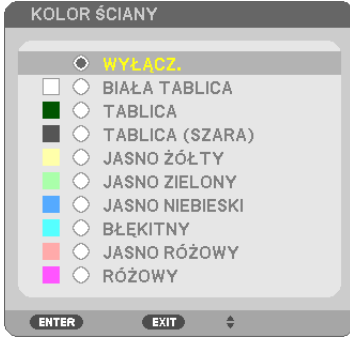 KOLOR ŚCIANY
WYŁĄCZ.
BIAŁA TABLICA
TABLICA
TABLICA (SZARA)
JASNO ŻÓŁTY
JASNO ZIELONY
JASNO NIEBIESKI
BŁĘKITNY
JASNO RÓŻOWY
RÓŻOWY
ENTER EXIT